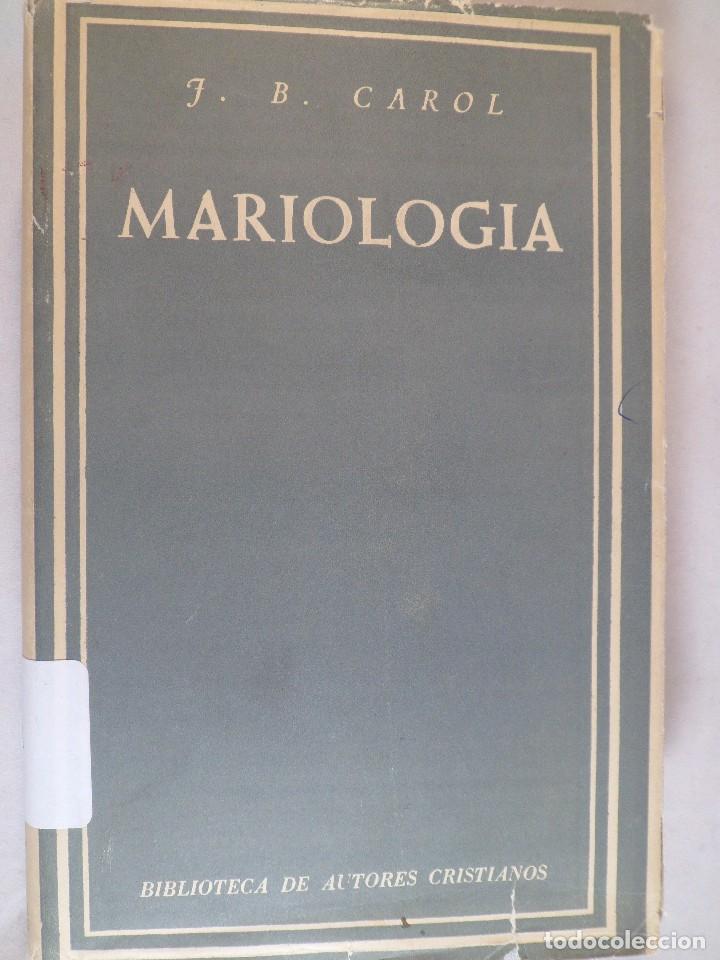 J. B. CAROL
MARIOLOGIA
BIBLIOTECA DE AUTORES CRISTIANOS
todocoleccion